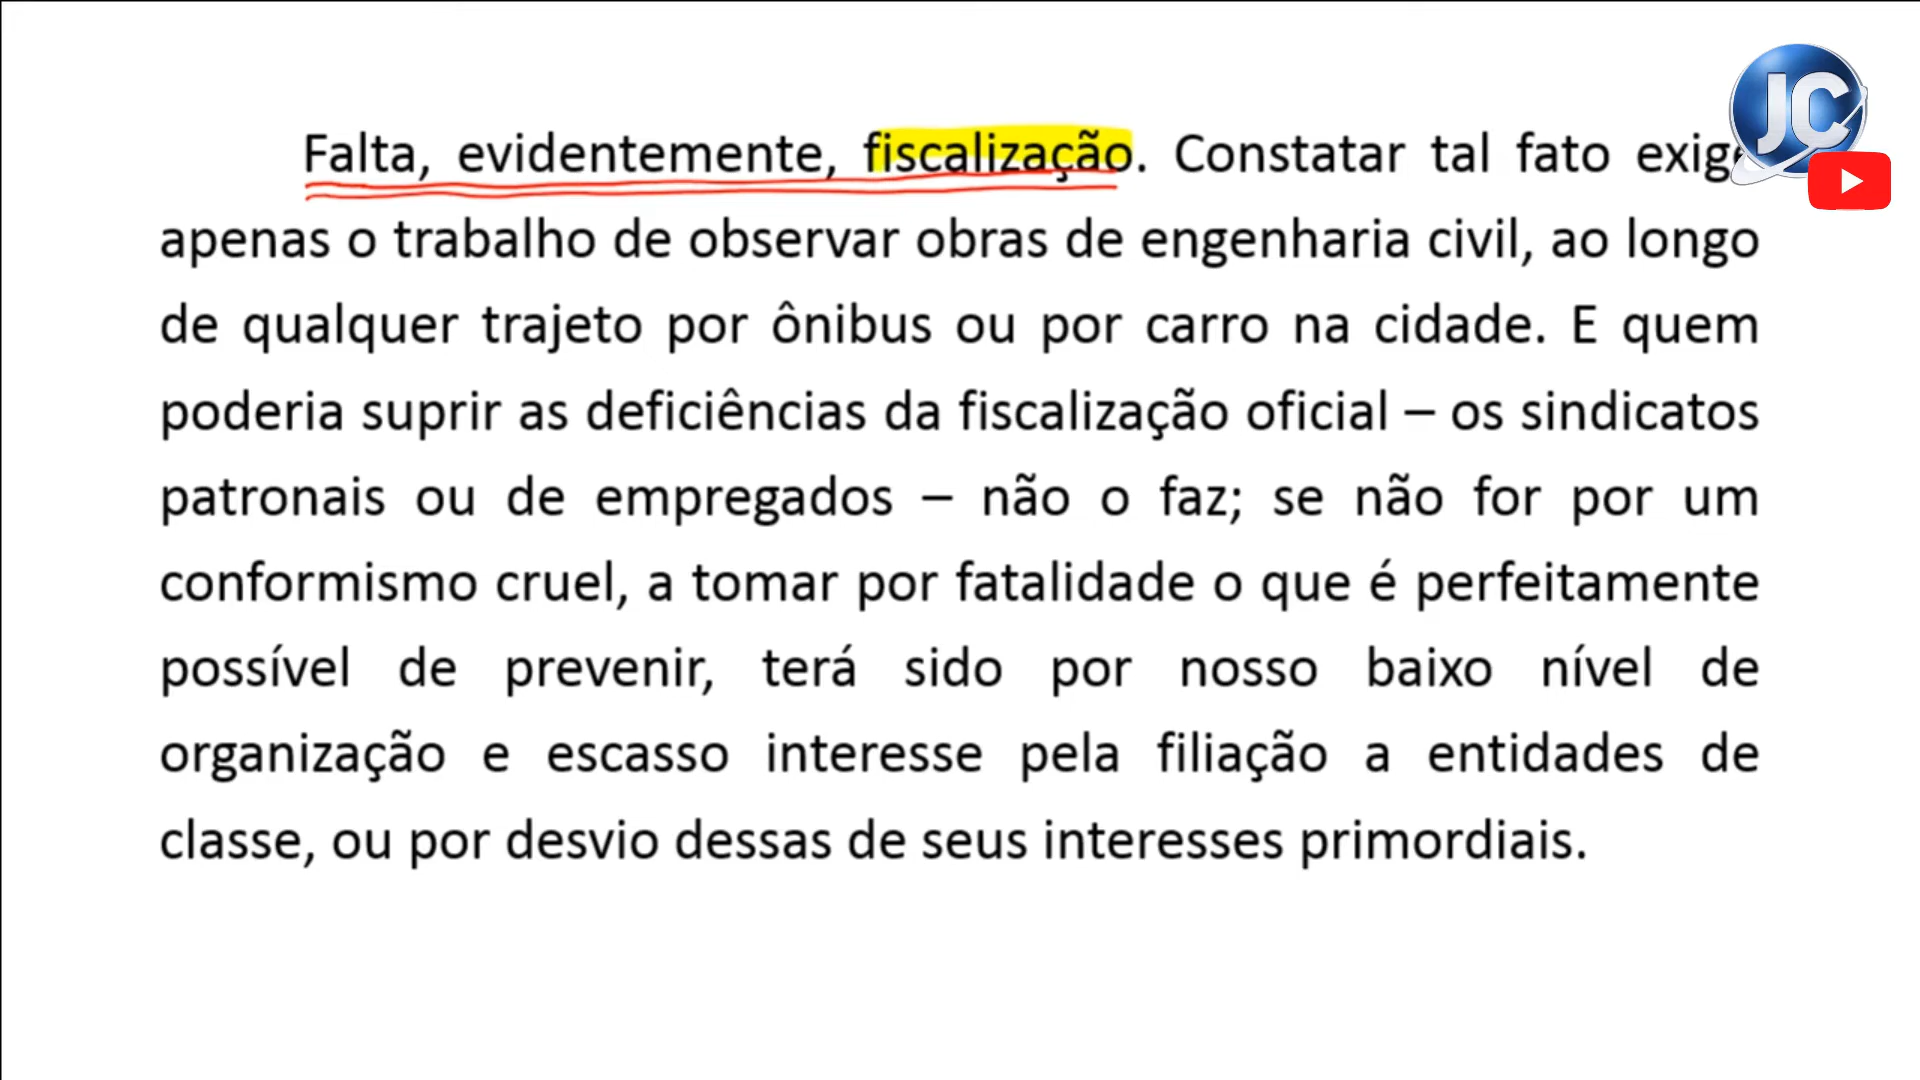 JC
Falta, evidentemente, fiscalização. Constatar tal fato exige
apenas o trabalho de observar obras de engenharia civil, ao longo
de qualquer trajeto por ônibus ou por carro na cidade. E quem
poderia suprir as deficiências da fiscalização oficial – os sindicatos
patronais ou de empregados – não o faz; se não for por um
conformismo cruel, a tomar por fatalidade o que é perfeitamente
possível de prevenir, terá sido por nosso baixo nível de
organização e escasso interesse pela filiação a entidades de
classe, ou por desvio dessas de seus interesses primordiais.